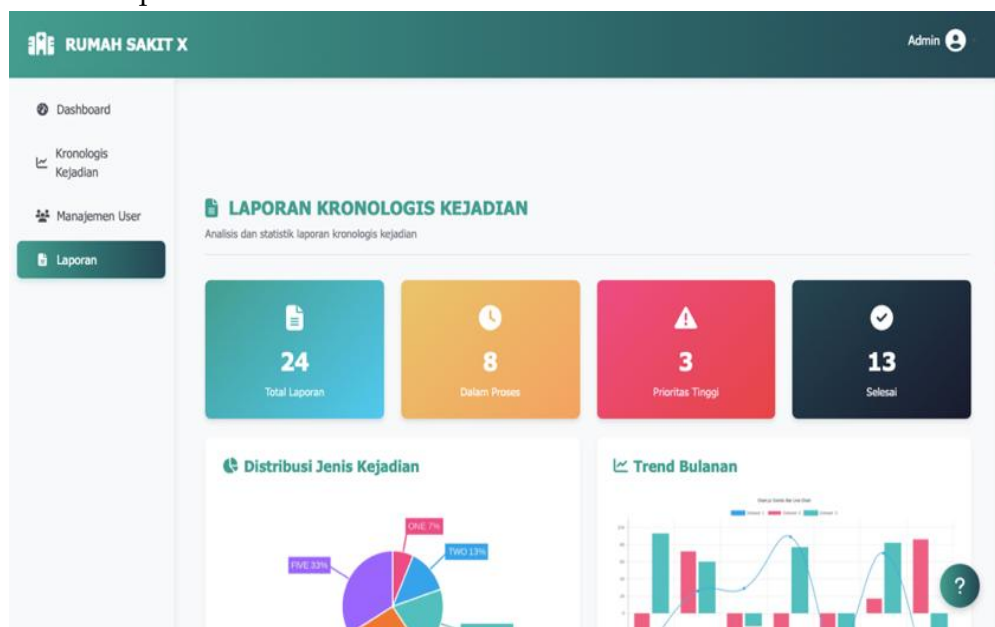 RUMAH SAKIT X
Admin
Dashboard
Kronologis
Kejadian
Manajemen User
Laporan
LAPORAN KRONOLOGIS KEJADIAN
Analisis dan statistik laporan kronologis kejadian
24
Total Laporan
8
Dalam Proses
3
Prioritas Tinggi
13
Selesai
Distribusi Jenis Kejadian
ONE 7%
TWO 13%
FIVE 33%
Trend Bulanan
?